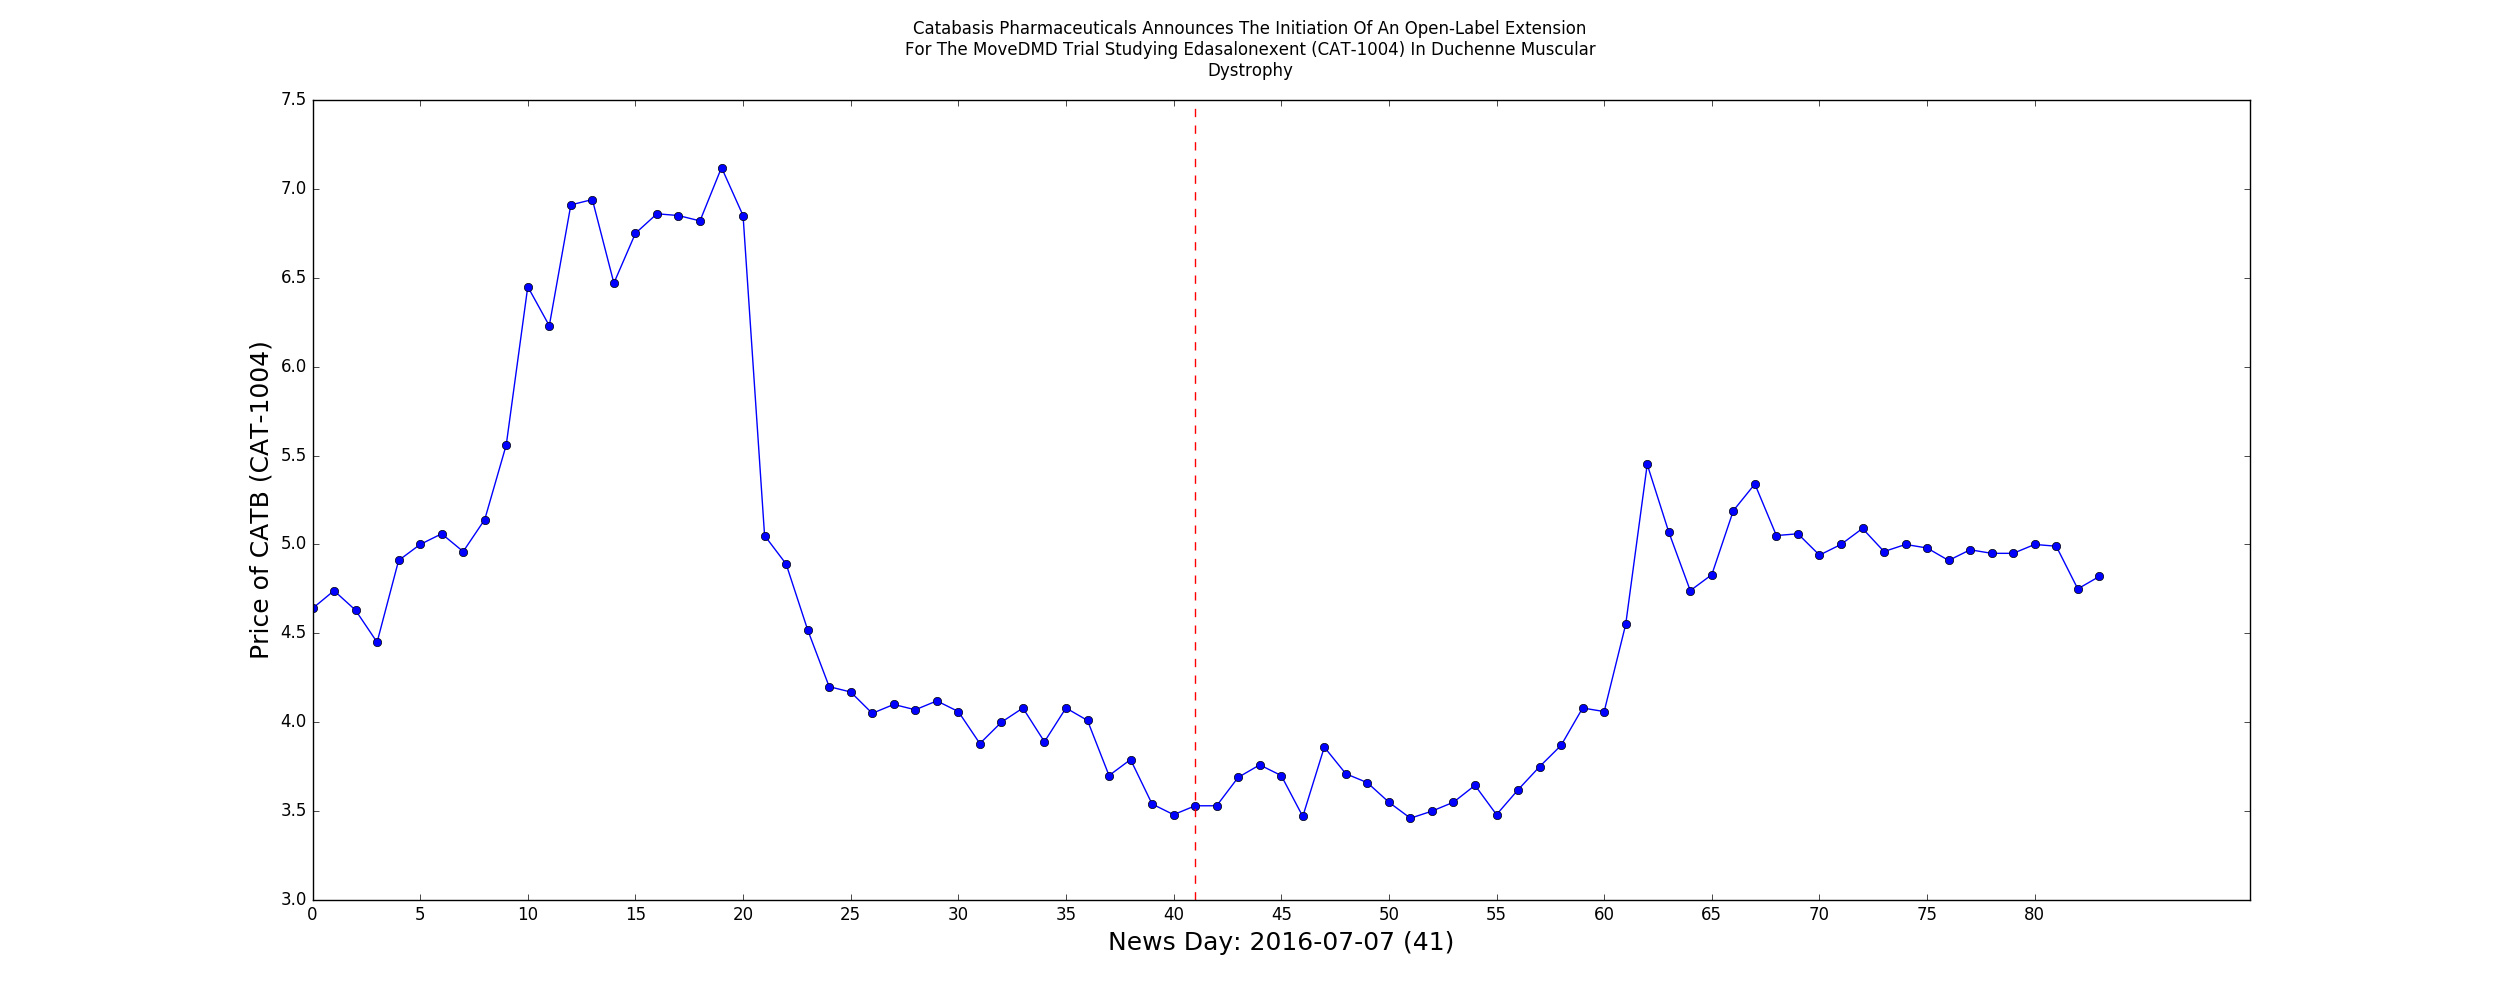 Catabasis Pharmaceuticals Announces The Initiation Of An Open-Label Extension
For The MoveDMD Trial Studying Edasalonexent (CAT-1004) In Duchenne Muscular
Dystrophy
7.5
7.0
6.5
6.0
5.5
5.0
4.5
4.0
3.5
3.0
Price of CATB (CAT-1004)
0 5 10 15 20 25 30 35 40 45 50 55 60 65 70 75 80
News Day: 2016-07-07 (41)